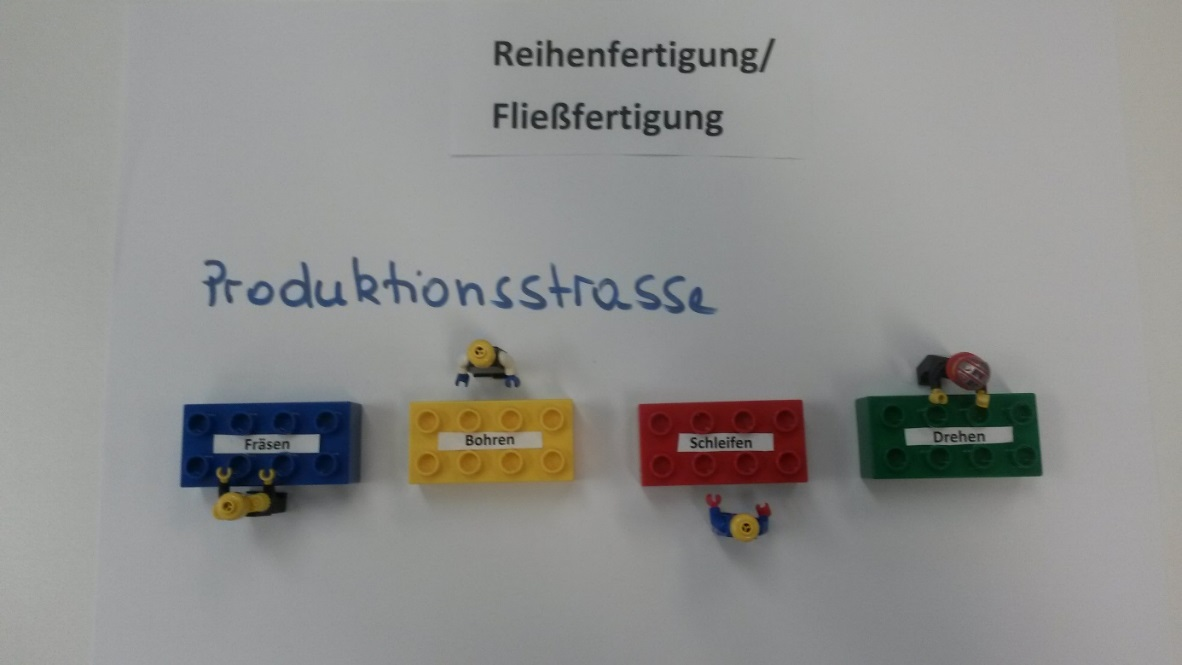 Reihenfertigung/
Fließfertigung
Produktionsstrasse
Fräsen
Bohren
Schleifen
Drehen